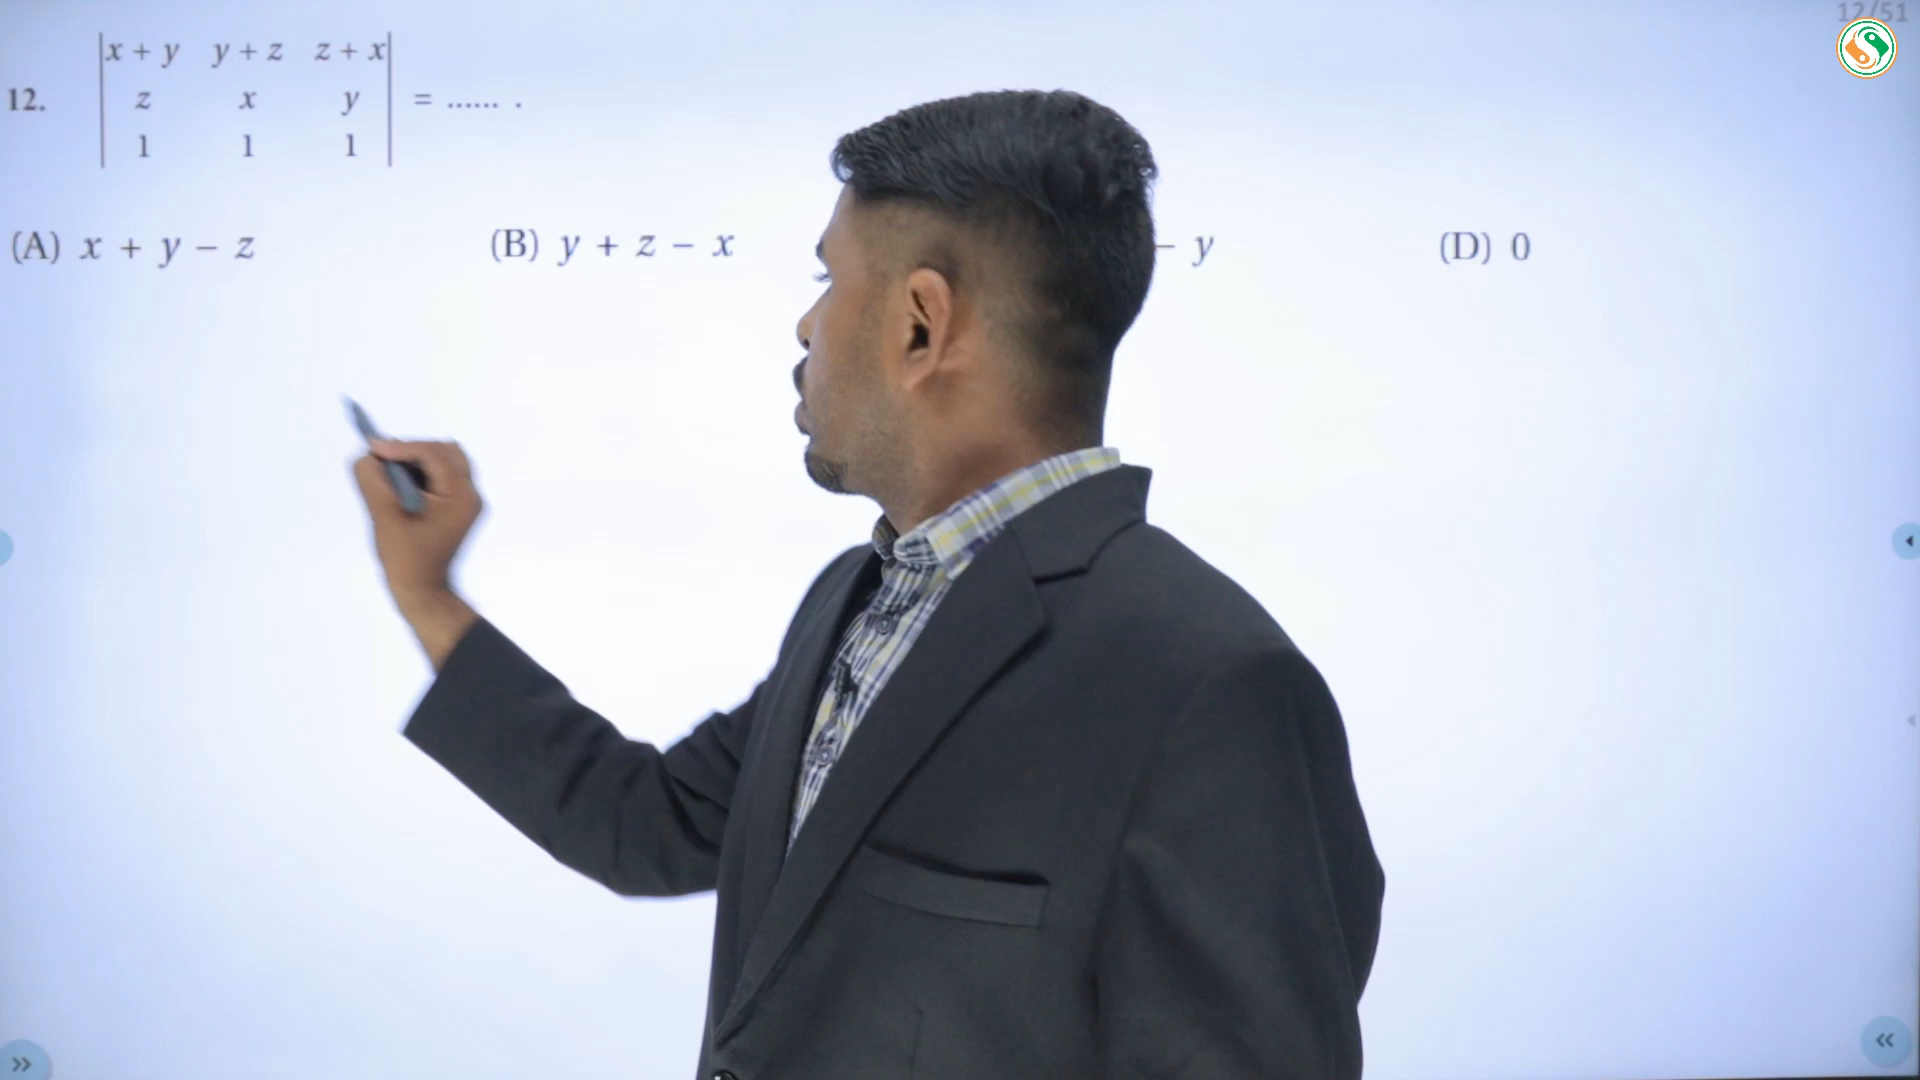 12/51
12. |x + y y + z z + x|
|z x y| = ...... .
|1 1 1|
(A) x + y − z (B) y + z − x − y (D) 0